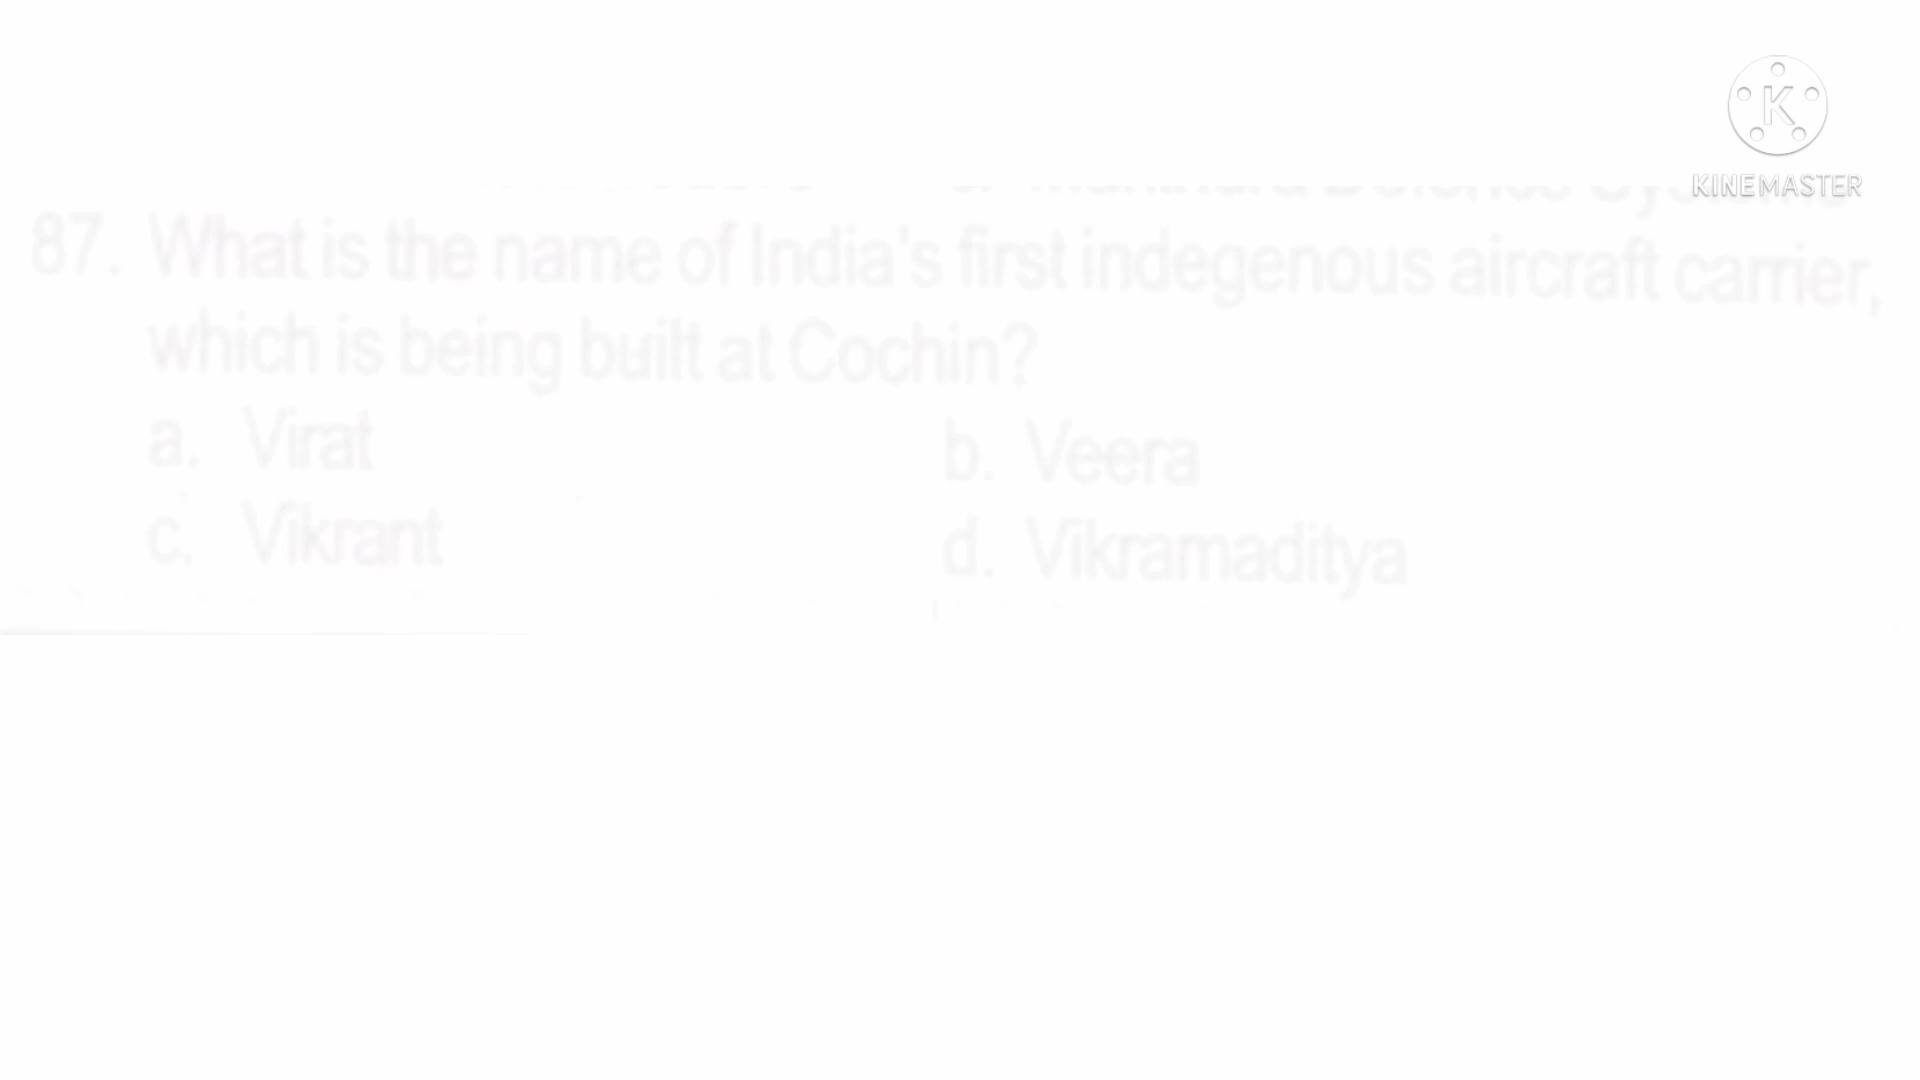 KINEMASTER
87. What is the name of India's first indegenous aircraft carrier,
which is being built at Cochin?
a. Virat b. Veera
c. Vikrant d. Vikramaditya